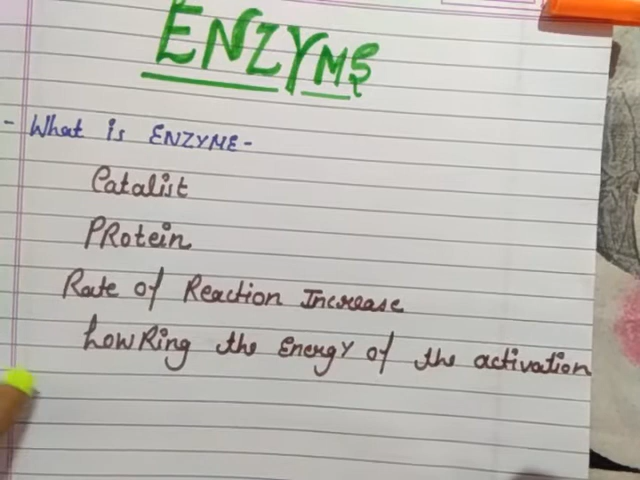 ENZYMS
- What is ENZYME -
Catalist
PRotein
Rate of Reaction Increase
LowRing the EnergY of the activation